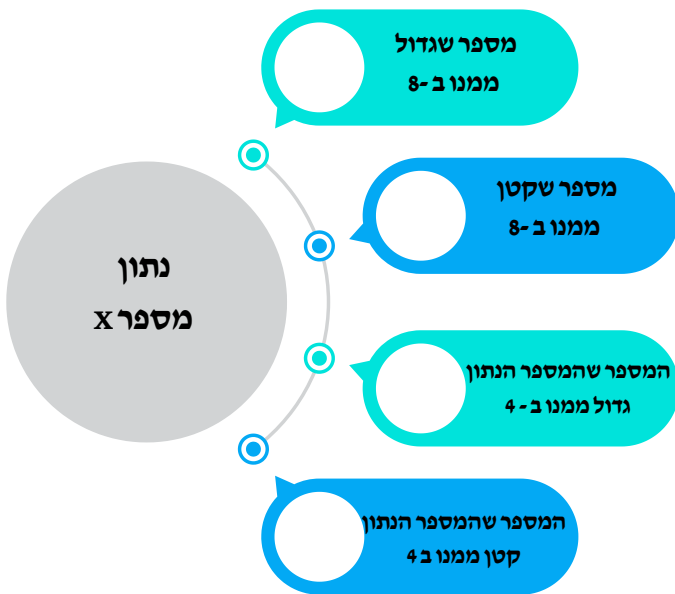 מספר שגדול
ממנו ב -8
מספר שקטן
ממנו ב -8
נתון
מספר x
המספר שהמספר הנתון
גדול ממנו ב - 4
המספר שהמספר הנתון
קטן ממנו ב 4